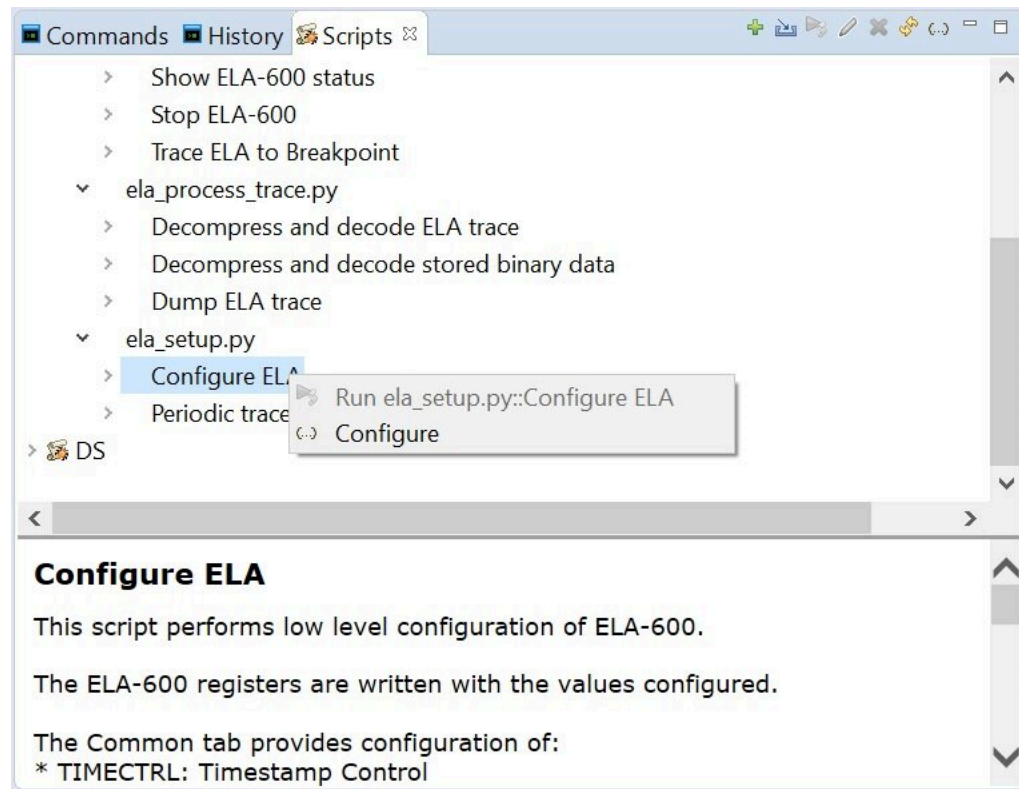 Commands History Scripts
Show ELA-600 status
Stop ELA-600
Trace ELA to Breakpoint
ela_process_trace.py
Decompress and decode ELA trace
Decompress and decode stored binary data
Dump ELA trace
ela_setup.py
Configure ELA
Run ela_setup.py::Configure ELA
Periodic trace
Configure
DS
Configure ELA
This script performs low level configuration of ELA-600.
The ELA-600 registers are written with the values configured.
The Common tab provides configuration of:
* TIMECTRL: Timestamp Control